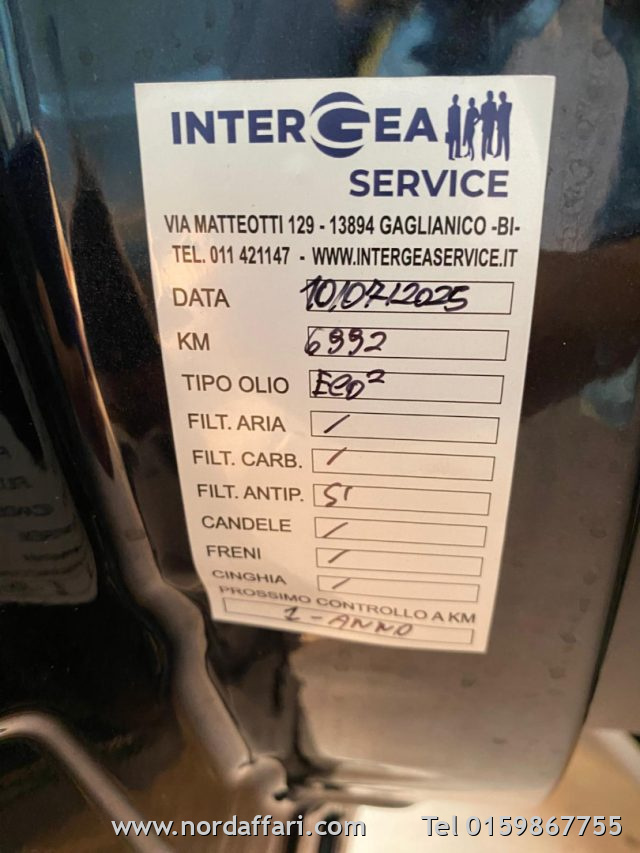 INTERGEA
SERVICE
VIA MATTEOTTI 129 - 13894 GAGLIANICO -BI-
TEL. 011 421147 - WWW.INTERGEASERVICE.IT
DATA 10/07/2025
KM 6992
TIPO OLIO ECO²
FILT. ARIA /
FILT. CARB. /
FILT. ANTIP. SI
CANDELE /
FRENI /
CINGHIA /
PROSSIMO CONTROLLO A KM
1 - ANNO
www.nordaffari.com Tel 0159867755